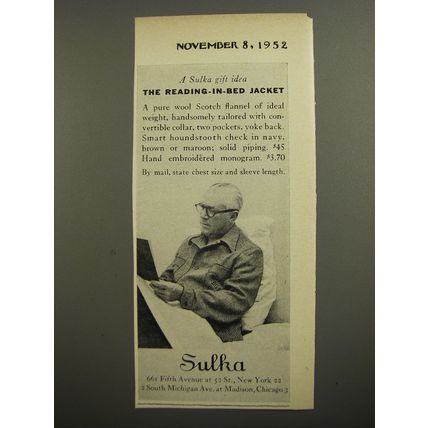 NOVEMBER 8, 1952
A Sulka gift idea
THE READING-IN-BED JACKET
A pure wool Scotch flannel of ideal
weight, handsomely tailored with con-
vertible collar, two pockets, yoke back.
Smart houndstooth check in navy,
brown or maroon; solid piping. $45
Hand embroidered monogram. $3.70
By mail, state chest size and sleeve length.
Sulka
661 Fifth Avenue at 52 St., New York 22
2 South Michigan Ave. at Madison, Chicago 3